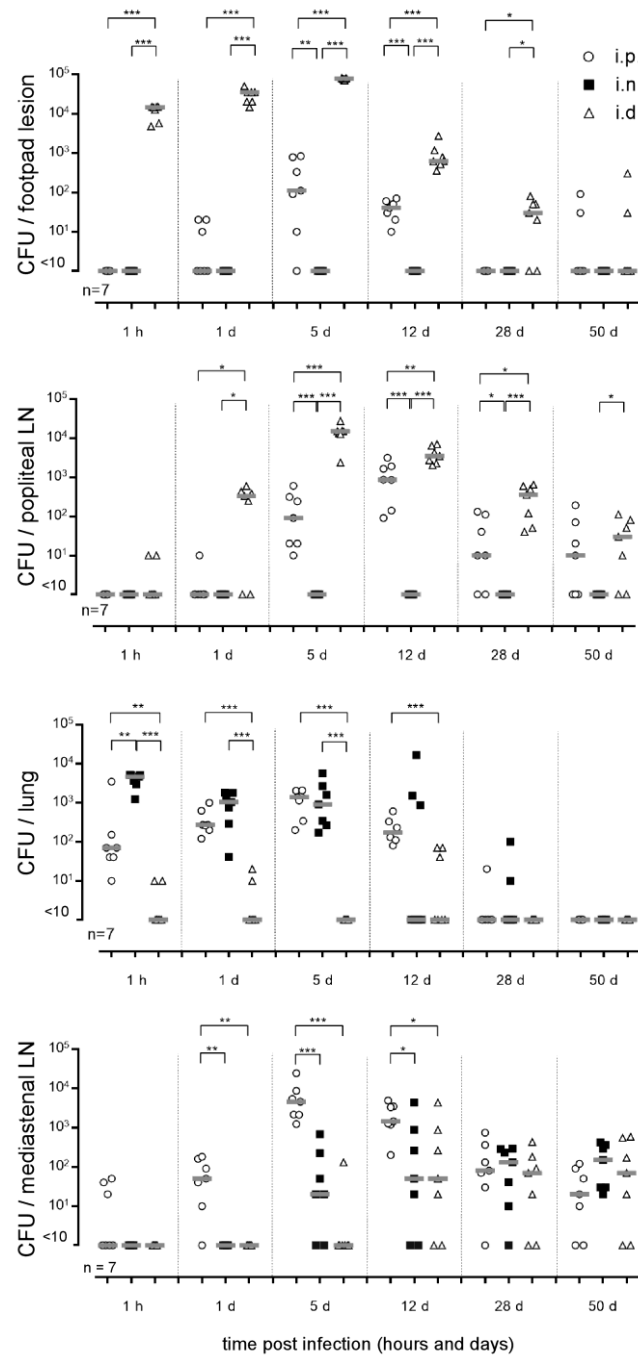 *** *** *** *** *
*** *** ** *** *** *** *
○ i.p
■ i.n
△ i.d
CFU / footpad lesion
10⁵
10⁴
10²
10¹
<10
n=7
1 h 1 d 5 d 12 d 28 d 50 d
* *** ** *
* *** *** *** *** * *** *
CFU / popliteal LN
10⁵
10⁴
10³
10²
10¹
<10
n=7
1 h 1 d 5 d 12 d 28 d 50 d
** *** *** ***
** *** *** ***
CFU / lung
10⁵
10⁴
10³
10²
10¹
<10
n=7
1 h 1 d 5 d 12 d 28 d 50 d
** *** *
** *** *
CFU / mediastenal LN
10⁵
10⁴
10³
10²
10¹
<10
n = 7
1 h 1 d 5 d 12 d 28 d 50 d
time post infection (hours and days)